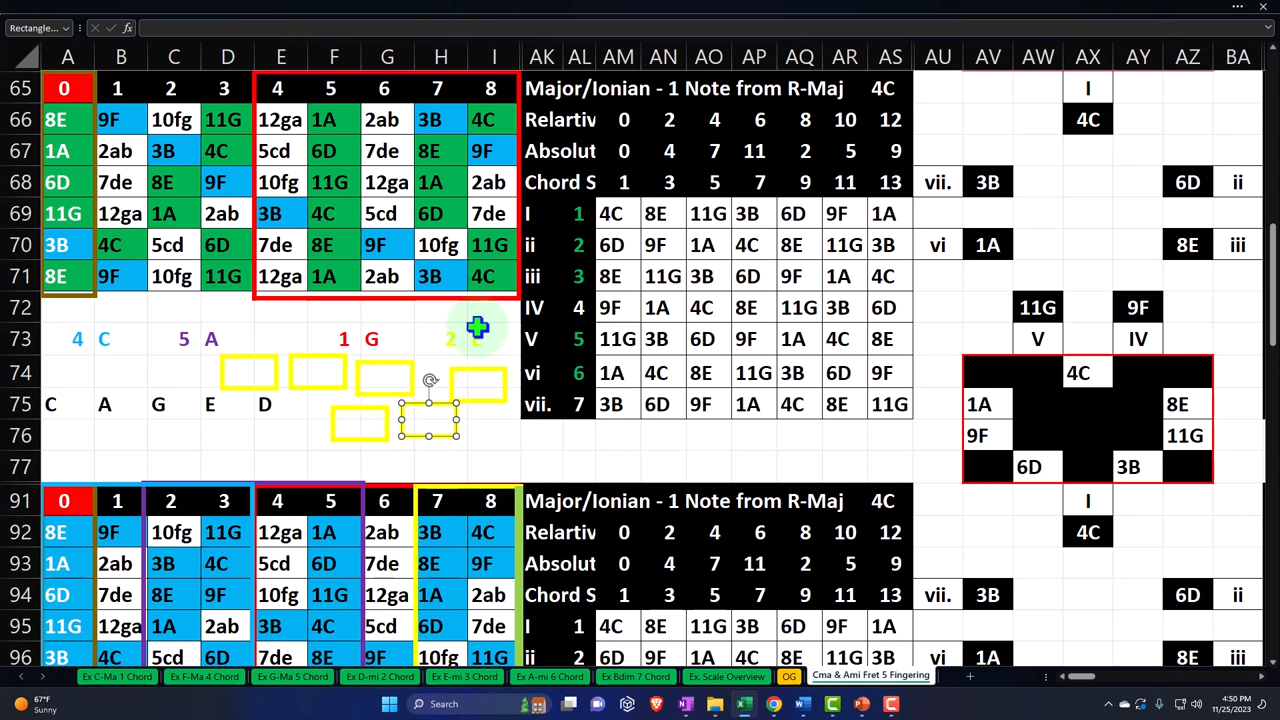 Rectangle...
fx
A B C D E F G H I AK AL AM AN AO AP AQ AR AS AU AV AW AX AY AZ BA
65 0 1 2 3 4 5 6 7 8 Major/Ionian - 1 Note from R-Maj 4C I
66 8E 9F 10fg 11G 12ga 1A 2ab 3B 4C Relartiv 0 2 4 6 8 10 12 4C
67 1A 2ab 3B 4C 5cd 6D 7de 8E 9F Absolut 0 4 7 11 2 5 9
68 6D 7de 8E 9F 10fg 11G 12ga 1A 2ab Chord S 1 3 5 7 9 11 13 vii. 3B 6D ii
69 11G 12ga 1A 2ab 3B 4C 5cd 6D 7de I 1 4C 8E 11G 3B 6D 9F 1A
70 3B 4C 5cd 6D 7de 8E 9F 10fg 11G ii 2 6D 9F 1A 4C 8E 11G 3B vi 1A 8E iii
71 8E 9F 10fg 11G 12ga 1A 2ab 3B 4C iii 3 8E 11G 3B 6D 9F 1A 4C
72 IV 4 9F 1A 4C 8E 11G 3B 6D 11G 9F
73 4 C 5 A 1 G 2 E V 5 11G 3B 6D 9F 1A 4C 8E V IV
74 vi 6 1A 4C 8E 11G 3B 6D 9F 4C
75 C A G E D vii. 7 3B 6D 9F 1A 4C 8E 11G 1A 8E
76 9F 11G
77 6D 3B
91 0 1 2 3 4 5 6 7 8 Major/Ionian - 1 Note from R-Maj 4C I
92 8E 9F 10fg 11G 12ga 1A 2ab 3B 4C Relartiv 0 2 4 6 8 10 12 4C
93 1A 2ab 3B 4C 5cd 6D 7de 8E 9F Absolut 0 4 7 11 2 5 9
94 6D 7de 8E 9F 10fg 11G 12ga 1A 2ab Chord S 1 3 5 7 9 11 13 vii. 3B 6D ii
95 11G 12ga 1A 2ab 3B 4C 5cd 6D 7de I 1 4C 8E 11G 3B 6D 9F 1A
96 3B 4C 5cd 6D 7de 8E 9F 10fg 11G ii 2 6D 9F 1A 4C 8E 11G 3B vi 1A 8E iii
Ex C-Ma 1 Chord Ex F-Ma 4 Chord Ex G-Ma 5 Chord Ex D-mi 2 Chord Ex E-mi 3 Chord Ex A-mi 6 Chord Ex Bdim 7 Chord Ex. Scale Overview OG Cma & Ami Fret 5 Fingering
67°F
Sunny
Search
4:50 PM
11/25/2023